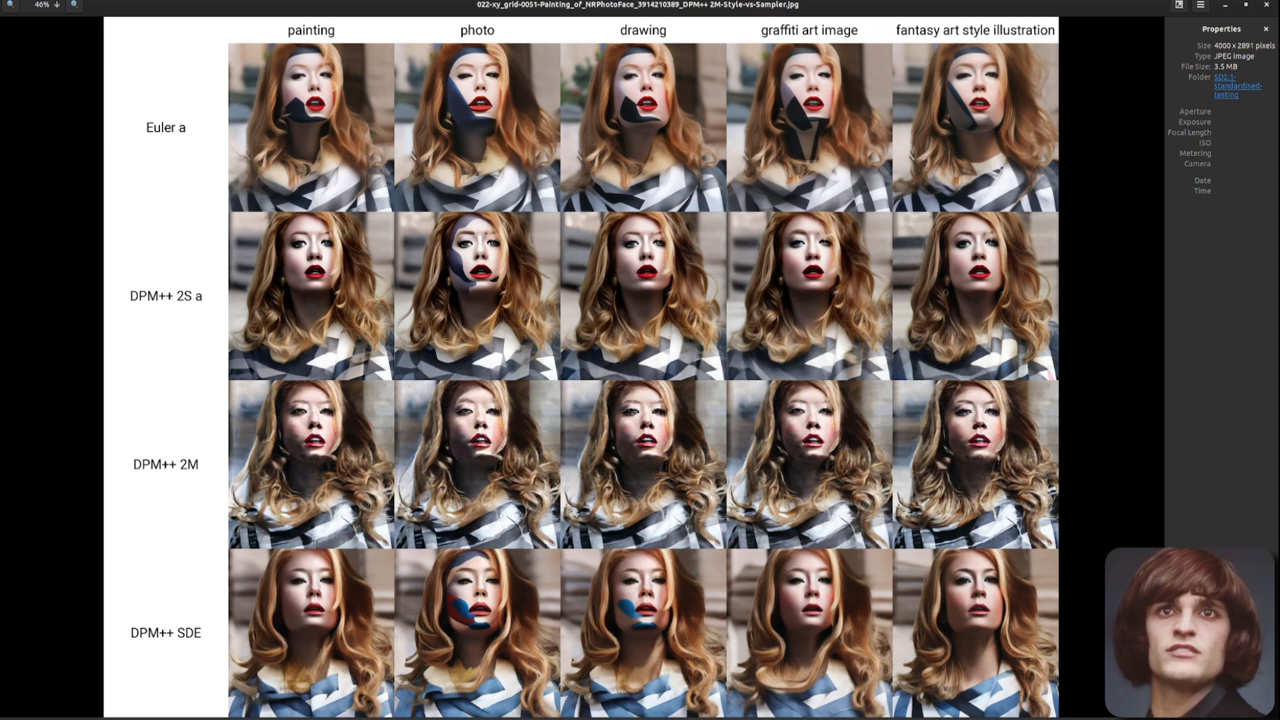 46%
022-xy_grid-0051-Painting_of_NRPhotoFace_3914210389_DPM++ 2M-Style-vs-Sampler.jpg
painting photo drawing graffiti art image fantasy art style illustration
Euler a
DPM++ 2S a
DPM++ 2M
DPM++ SDE
Properties
Size 4000 x 2891 pixels
Type JPEG image
File Size: 3.5 MB
Folder SD2.1-
standardised-
testing
Aperture
Exposure
Focal Length
ISO
Metering
Camera
Date
Time